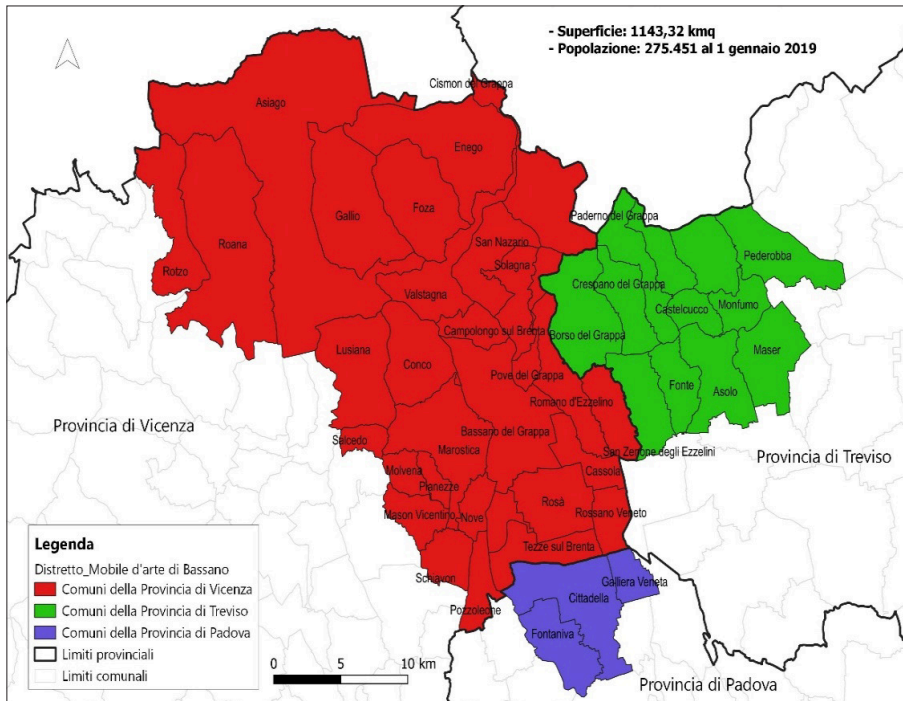 - Superficie: 1143,32 kmq
- Popolazione: 275.451 al 1 gennaio 2019
Cismon del Grappa
Asiago
Enego
Foza
Gallio
Paderno del Grappa
Roana
San Nazario
Pederobba
Solagna
Rotzo
Crespano del Grappa
Valstagna
Castelcucco
Monfumo
Campolongo sul Brenta
Borso del Grappa
Lusiana
Maser
Conco
Pove del Grappa
Fonte
Asolo
Romano d'Ezzelino
Provincia di Vicenza
Bassano del Grappa
Salcedo
Marostica
San Zenone degli Ezzelini
Provincia di Treviso
Molvena
Cassola
Pianezze
Rosà
Mason Vicentino
Nove
Rossano Veneto
Tezze sul Brenta
Schiavon
Galliera Veneta
Cittadella
Pozzoleone
Fontaniva
Provincia di Padova
Legenda
Distretto_Mobile d'arte di Bassano
Comuni della Provincia di Vicenza
Comuni della Provincia di Treviso
Comuni della Provincia di Padova
Limiti provinciali
Limiti comunali
0 5 10 km